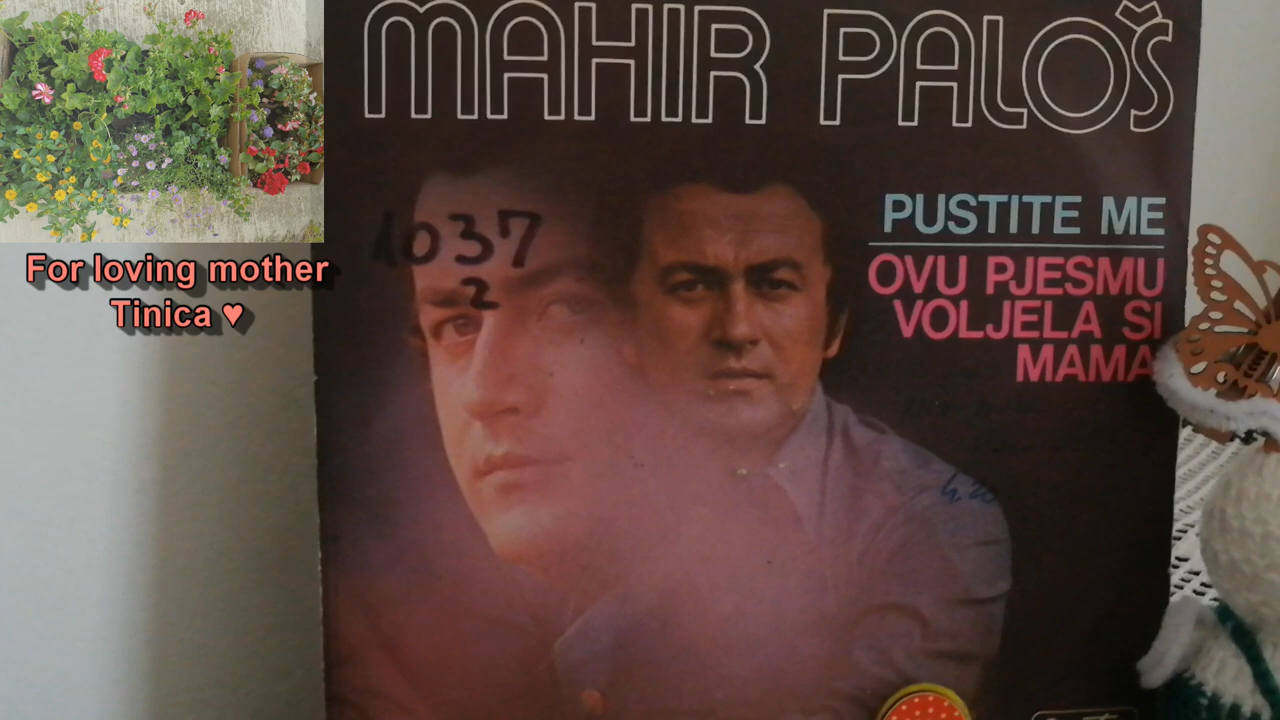 MAHIR PALOŠ
PUSTITE ME
OVU PJESMU
VOLJELA SI
MAMA
1037
2
For loving mother
Tinica ♥